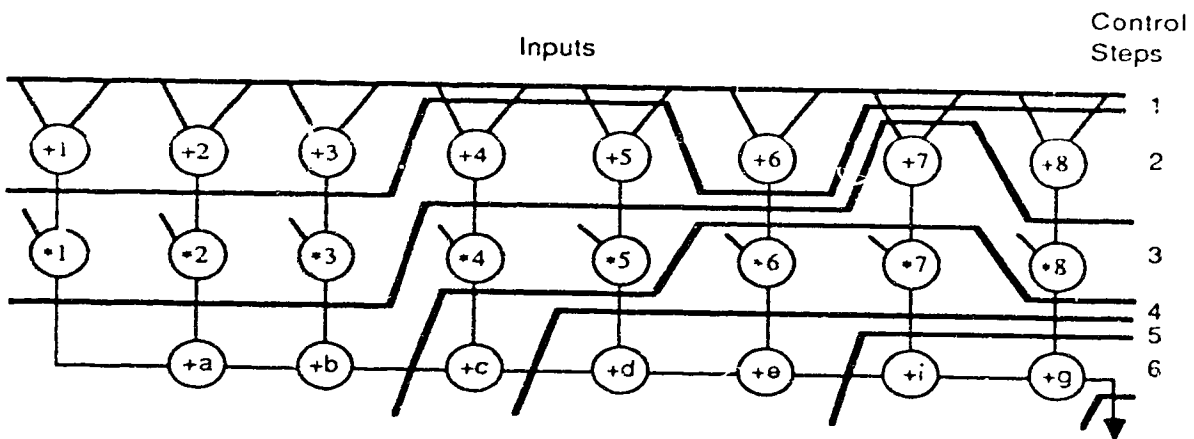 Control
Steps
Inputs
1
+1 +2 +3 +4 +5 +6 +7 +8 2
*1 *2 *3 *4 *5 *6 *7 *8 3
4
5
+a +b +c +d +e +i +g 6